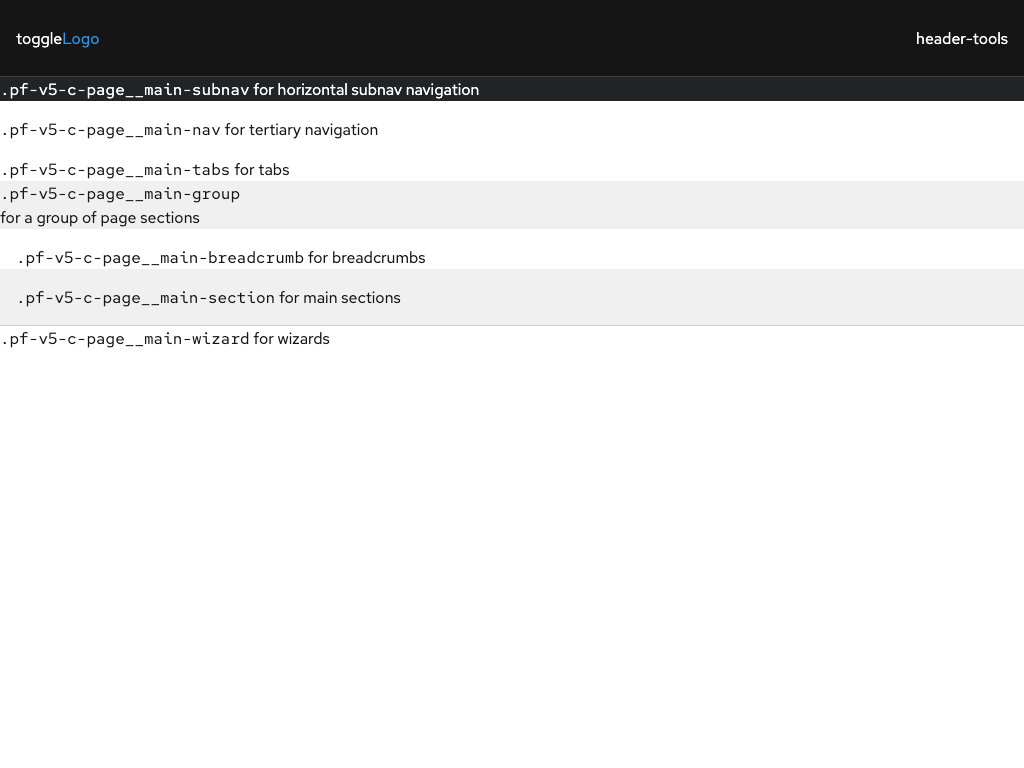 toggleLogo header-tools
.pf-v5-c-page__main-subnav for horizontal subnav navigation
.pf-v5-c-page__main-nav for tertiary navigation
.pf-v5-c-page__main-tabs for tabs
.pf-v5-c-page__main-group
for a group of page sections
.pf-v5-c-page__main-breadcrumb for breadcrumbs
.pf-v5-c-page__main-section for main sections
.pf-v5-c-page__main-wizard for wizards